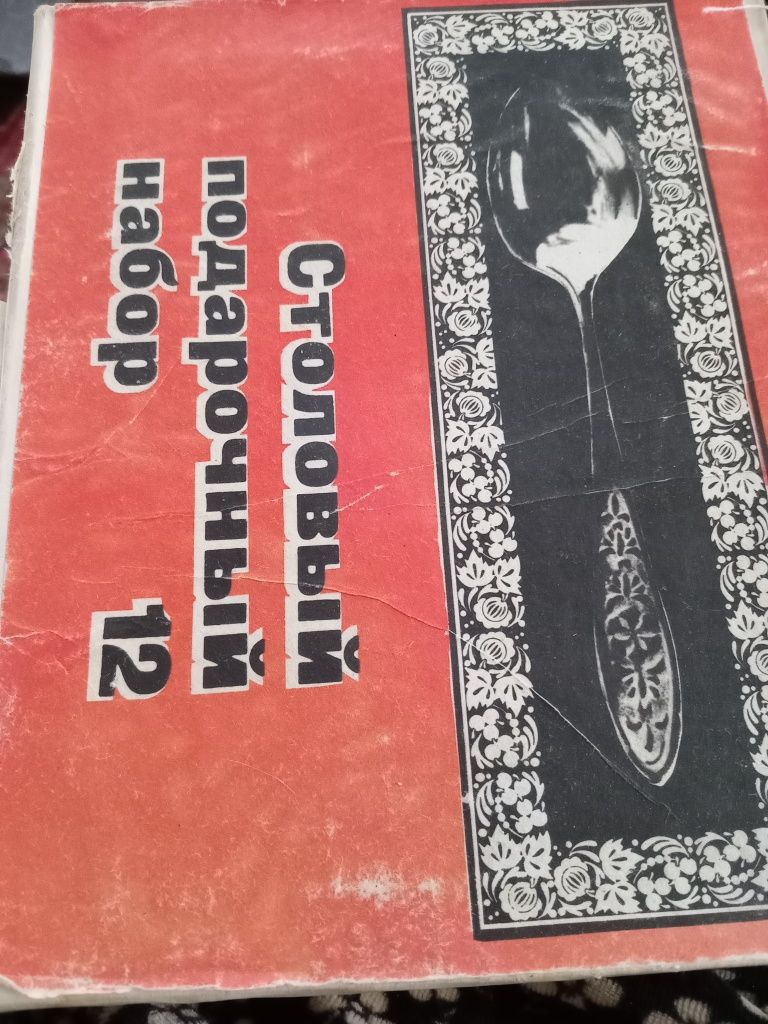 Столовый
подарочный
набор 12